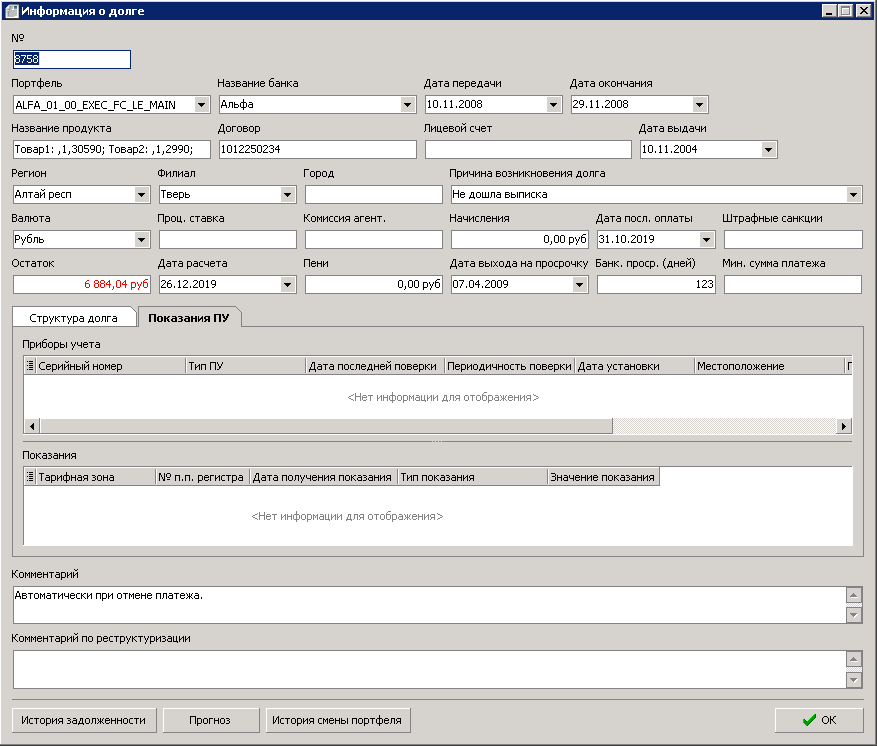 Информация о долге
№
8758
Портфель Название банка Дата передачи Дата окончания
ALFA_01_00_EXEC_FC_LE_MAIN Альфа 10.11.2008 29.11.2008
Название продукта Договор Лицевой счет Дата выдачи
Товар1: ,1,30590; Товар2: ,1,2990; 1012250234 10.11.2004
Регион Филиал Город Причина возникновения долга
Алтай респ Тверь Не дошла выписка
Валюта Проц. ставка Комиссия агент. Начисления Дата посл. оплаты Штрафные санкции
Рубль 0,00 руб 31.10.2019
Остаток Дата расчета Пени Дата выхода на просрочку Банк. проср. (дней) Мин. сумма платежа
6 884,04 руб 26.12.2019 0,00 руб 07.04.2009 123
Структура долга Показания ПУ
Приборы учета
Серийный номер Тип ПУ Дата последней поверки Периодичность поверки Дата установки Местоположение
<Нет информации для отображения>
Показания
Тарифная зона № п.п. регистра Дата получения показания Тип показания Значение показания
<Нет информации для отображения>
Комментарий
Автоматически при отмене платежа.
Комментарий по реструктуризации
История задолженности Прогноз История смены портфеля OK